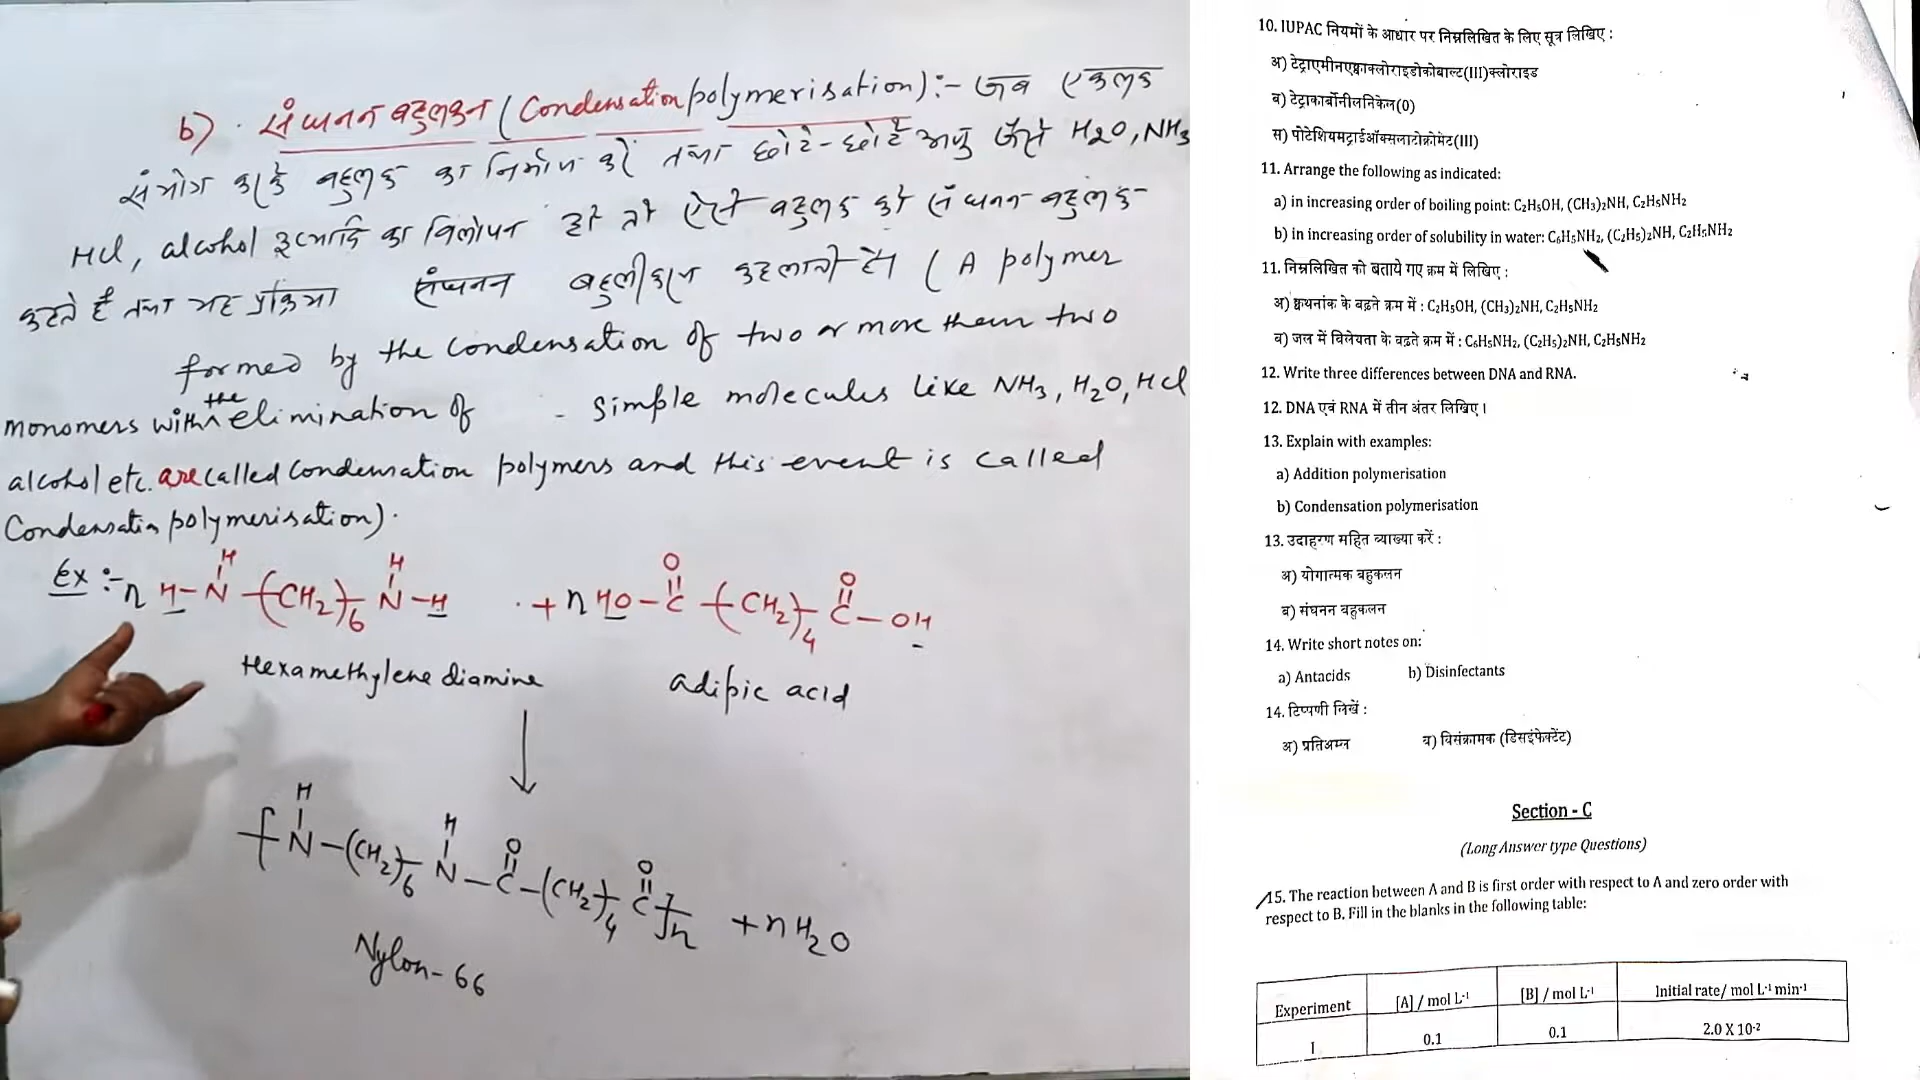 b) संघनन बहुलकन (Condensation polymerisation):- जब एकलक
संयोग करके बहुलक का निर्माण करें तथा छोटे-छोटे अणु जैसे H2O, NH3
HCl, alcohol इत्यादि का विलोपन हो तो ऐसे बहुलक को संघनन बहुलक
कहते हैं तथा यह प्रक्रिया संघनन बहुलीकरण कहलाती है। (A polymer
formed by the condensation of two or more them two
monomers with the elimination of simple molecules like NH3, H2O, HCl
alcohol etc. are called condensation polymers and this event is called
Condensation polymerisation).
Ex :- n H-N(H)-(CH2)6-N(H)-H + n HO-C(=O)-(CH2)4-C(=O)-OH
Hexamethylene diamine adipic acid
[-N(H)-(CH2)6-N(H)-C(=O)-(CH2)4-C(=O)-]n + nH2O
Nylon-66
10. IUPAC नियमों के आधार पर निम्नलिखित के लिए सूत्र लिखिए :
अ) टेट्राएमीनएक्वाक्लोराइडोकोबाल्ट(III)क्लोराइड
ब) टेट्राकार्बोनीलनिकेल(0)
स) पोटेशियमट्राईऑक्सलाटोक्रोमेट(III)
11. Arrange the following as indicated:
a) in increasing order of boiling point: C₂H₅OH, (CH₃)₂NH, C₂H₅NH₂
b) in increasing order of solubility in water: C₆H₅NH₂, (C₂H₅)₂NH, C₂H₅NH₂
11. निम्नलिखित को बताये गए क्रम में लिखिए :
अ) क्वथनांक के बढ़ते क्रम में : C₂H₅OH, (CH₃)₂NH, C₂H₅NH₂
ब) जल में विलेयता के बढ़ते क्रम में : C₆H₅NH₂, (C₂H₅)₂NH, C₂H₅NH₂
12. Write three differences between DNA and RNA.
12. DNA एवं RNA में तीन अंतर लिखिए।
13. Explain with examples:
a) Addition polymerisation
b) Condensation polymerisation
13. उदाहरण सहित व्याख्या करें :
अ) योगात्मक बहुकलन
ब) संघनन बहुकलन
14. Write short notes on:
a) Antacids b) Disinfectants
14. टिप्पणी लिखें :
अ) प्रतिअम्ल ब) विसंक्रामक (डिसइंफेक्टेंट)
Section - C
(Long Answer type Questions)
15. The reaction between A and B is first order with respect to A and zero order with
respect to B. Fill in the blanks in the following table:
Experiment [A] / mol L⁻¹ [B] / mol L⁻¹ Initial rate/ mol L⁻¹ min⁻¹
I 0.1 0.1 2.0 X 10⁻²